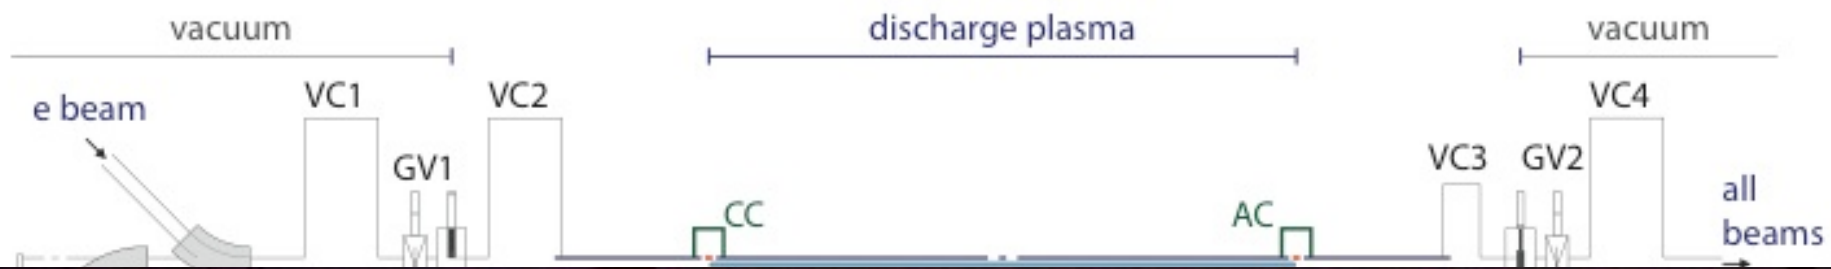 vacuum
discharge plasma
vacuum
VC1
VC2
VC4
e beam
GV1
VC3
GV2
CC
AC
all
beams